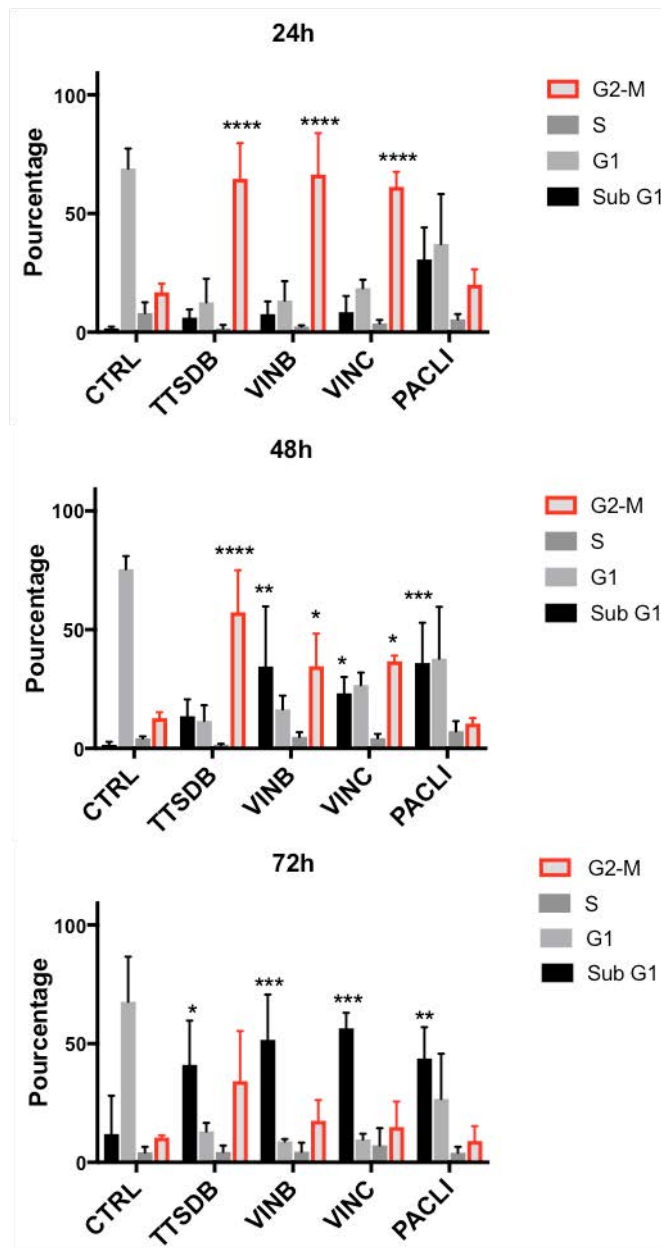 24h
Pourcentage
100
50
0
****
****
****
G2-M
S
G1
Sub G1
CTRL
TTSDB
VINB
VINC
PACLI
48h
Pourcentage
100
50
0
****
**
*
*
*
***
G2-M
S
G1
Sub G1
CTRL
TTSDB
VINB
VINC
PACLI
72h
Pourcentage
100
50
0
*
***
***
**
G2-M
S
G1
Sub G1
CTRL
TTSDB
VINB
VINC
PACLI